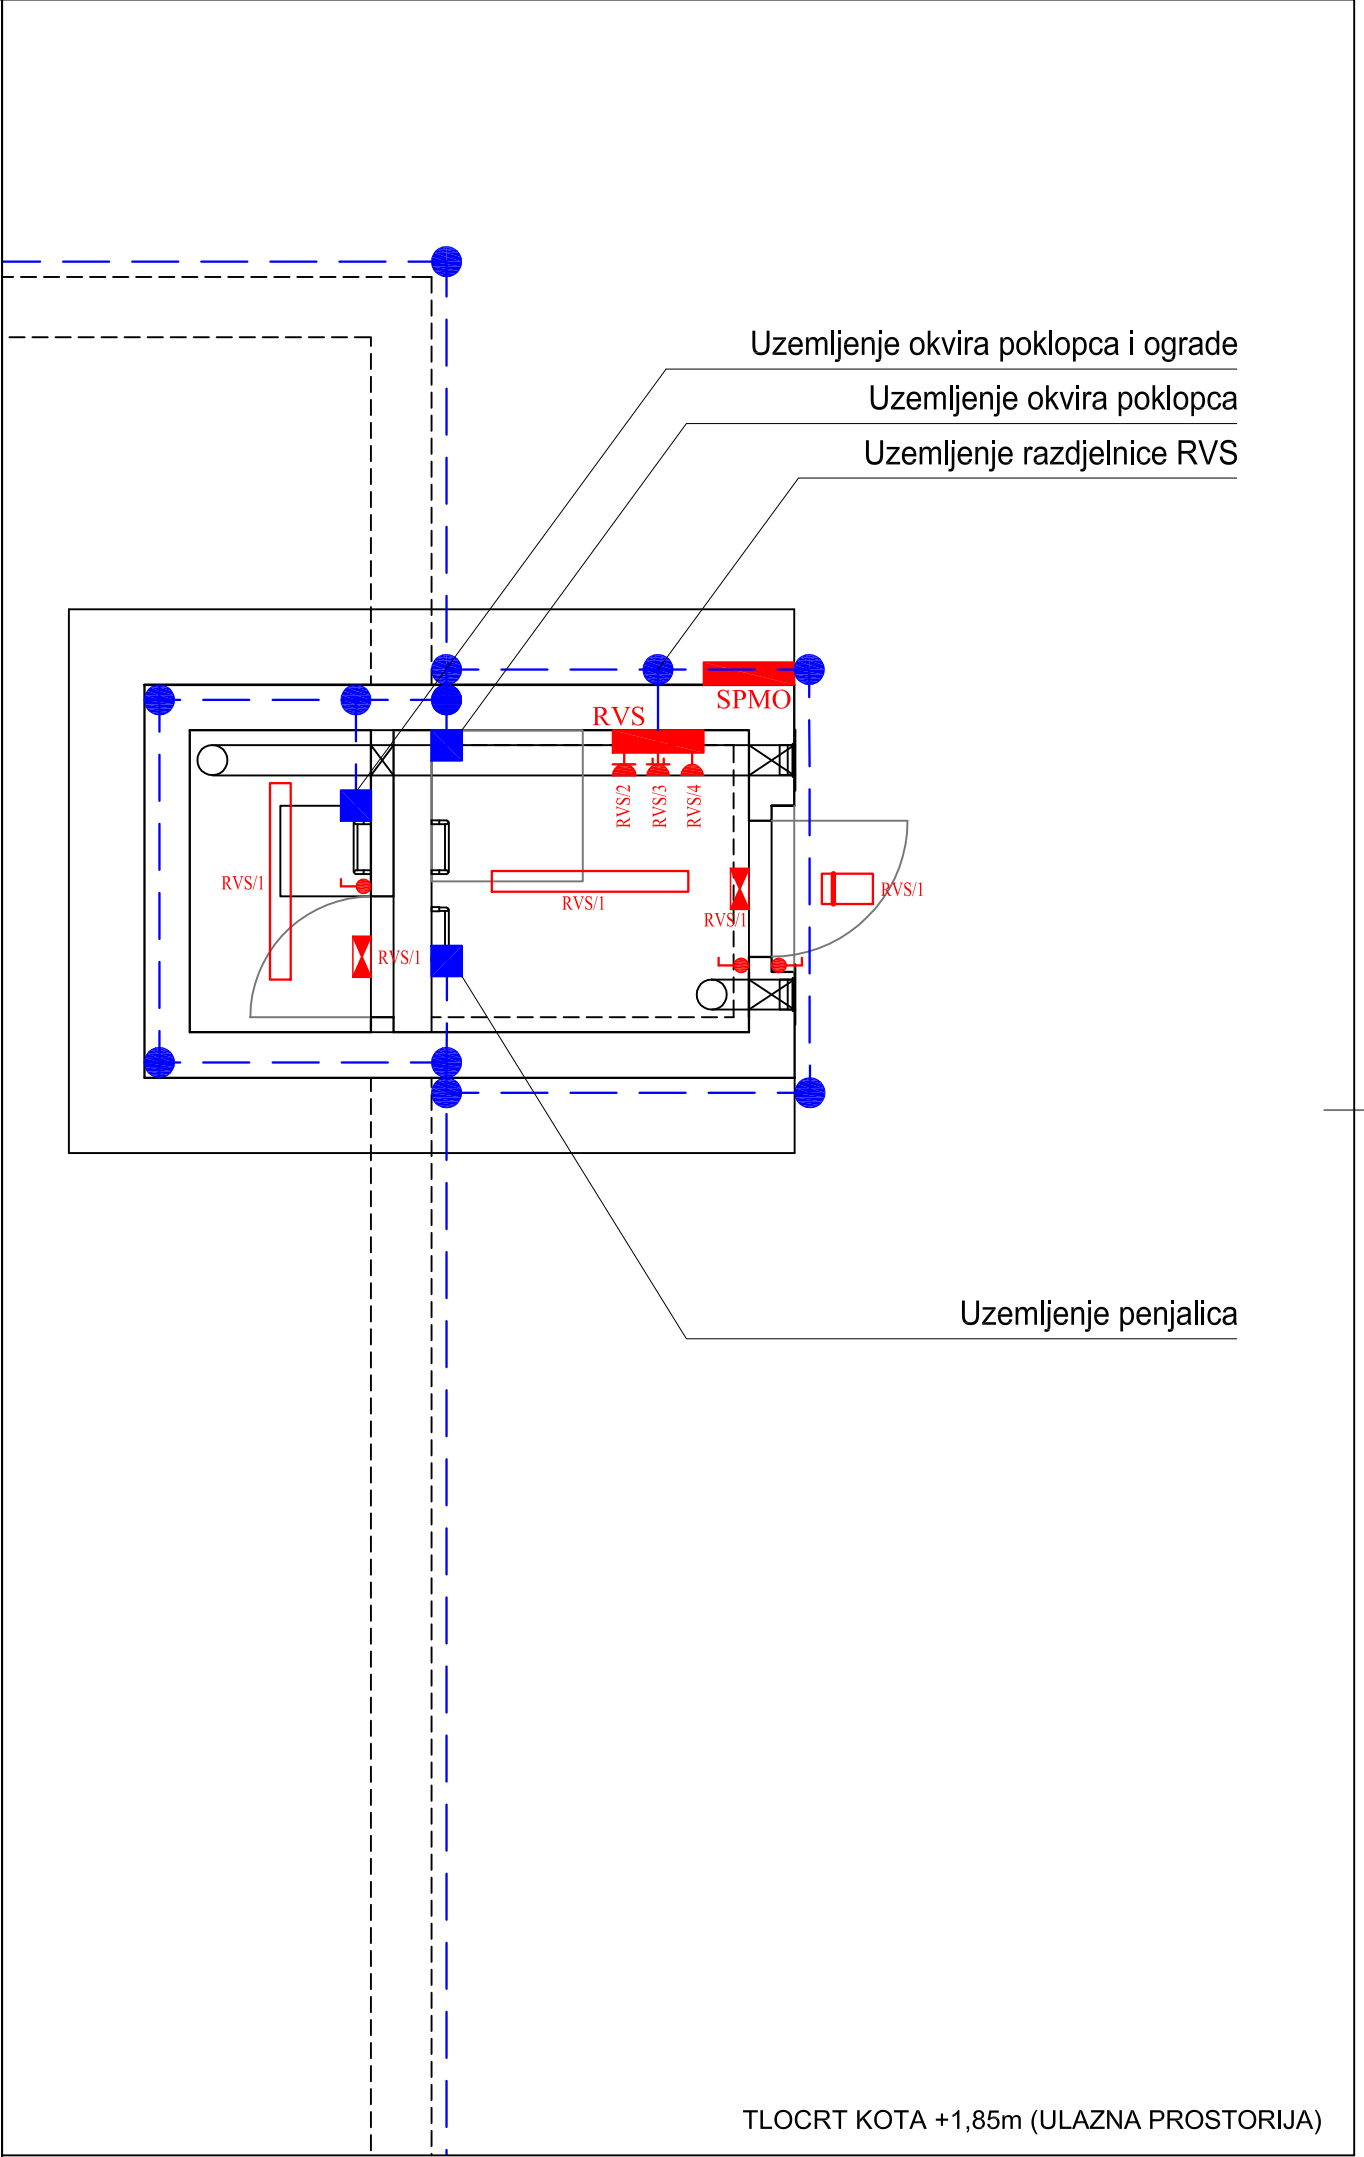 Uzemljenje okvira poklopca i ograde
Uzemljenje okvira poklopca
Uzemljenje razdjelnice RVS
SPMO
RVS
RVS/2
RVS/3
RVS/4
RVS/1
RVS/1
RVS/1
RVS/1
RVS/1
Uzemljenje penjalica
TLOCRT KOTA +1,85m (ULAZNA PROSTORIJA)